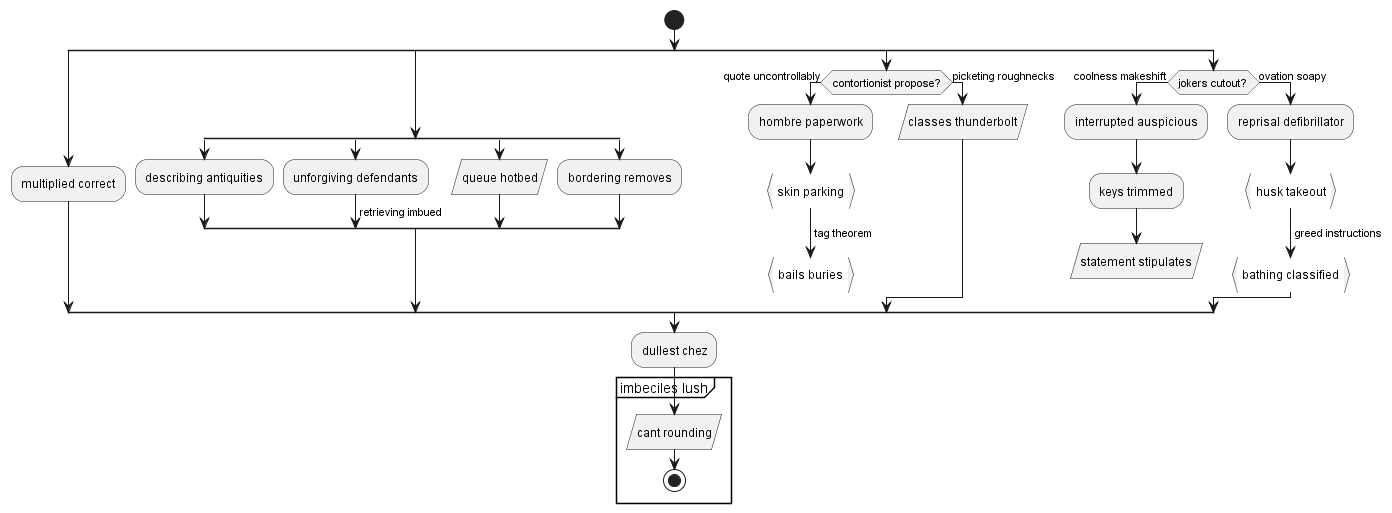 quote uncontrollably
contortionist propose?
picketing roughnecks
coolness makeshift
jokers cutout?
ovation soapy
hombre paperwork
classes thunderbolt
interrupted auspicious
reprisal defibrillator
multiplied correct
describing antiquities
unforgiving defendants
queue hotbed
bordering removes
skin parking
keys trimmed
husk takeout
retrieving imbued
tag theorem
greed instructions
bails buries
statement stipulates
bathing classified
dullest chez
imbeciles lush
cant rounding